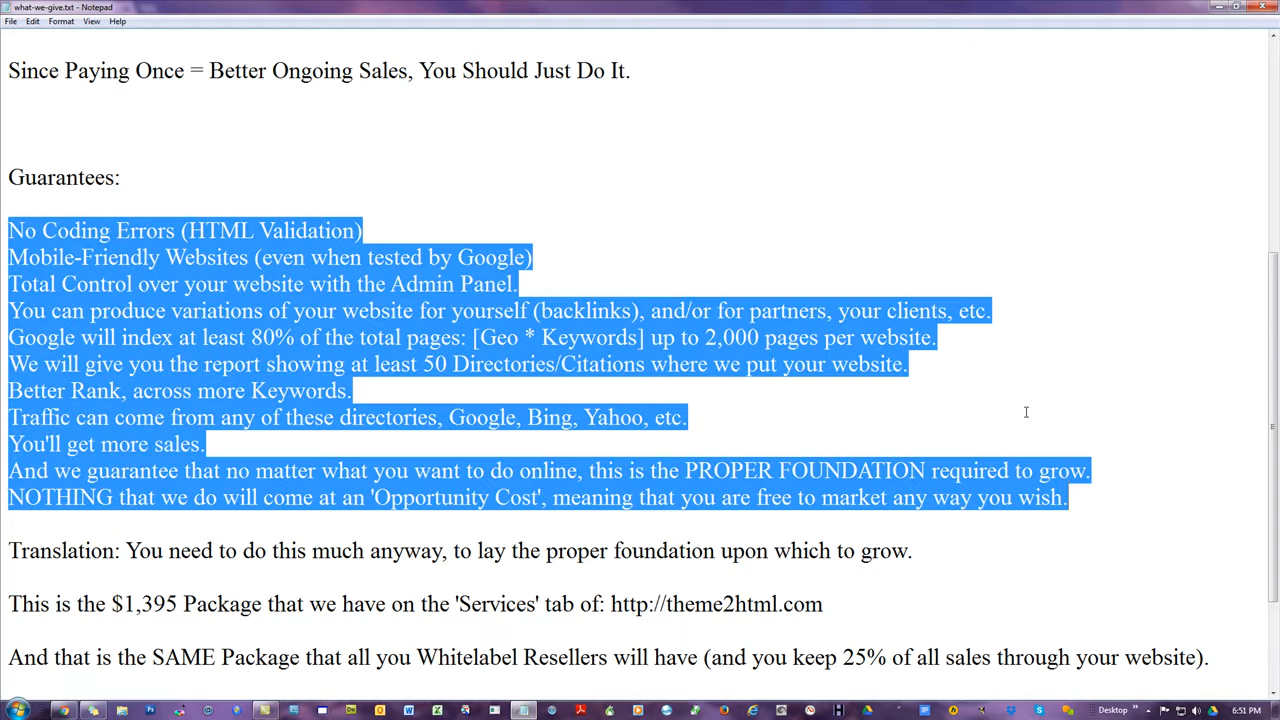 what-we-give.txt - Notepad
File Edit Format View Help
Since Paying Once = Better Ongoing Sales, You Should Just Do It.
Guarantees:
No Coding Errors (HTML Validation)
Mobile-Friendly Websites (even when tested by Google)
Total Control over your website with the Admin Panel.
You can produce variations of your website for yourself (backlinks), and/or for partners, your clients, etc.
Google will index at least 80% of the total pages: [Geo * Keywords] up to 2,000 pages per website.
We will give you the report showing at least 50 Directories/Citations where we put your website.
Better Rank, across more Keywords.
Traffic can come from any of these directories, Google, Bing, Yahoo, etc.
You'll get more sales.
And we guarantee that no matter what you want to do online, this is the PROPER FOUNDATION required to grow.
NOTHING that we do will come at an 'Opportunity Cost', meaning that you are free to market any way you wish.
Translation: You need to do this much anyway, to lay the proper foundation upon which to grow.
This is the $1,395 Package that we have on the 'Services' tab of: http://theme2html.com
And that is the SAME Package that all you Whitelabel Resellers will have (and you keep 25% of all sales through your website).
Desktop 6:51 PM